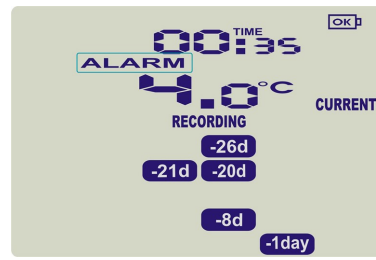 OK
TIME
00:35
ALARM
4.0°C
CURRENT
RECORDING
-26d
-21d -20d
-8d
-1day